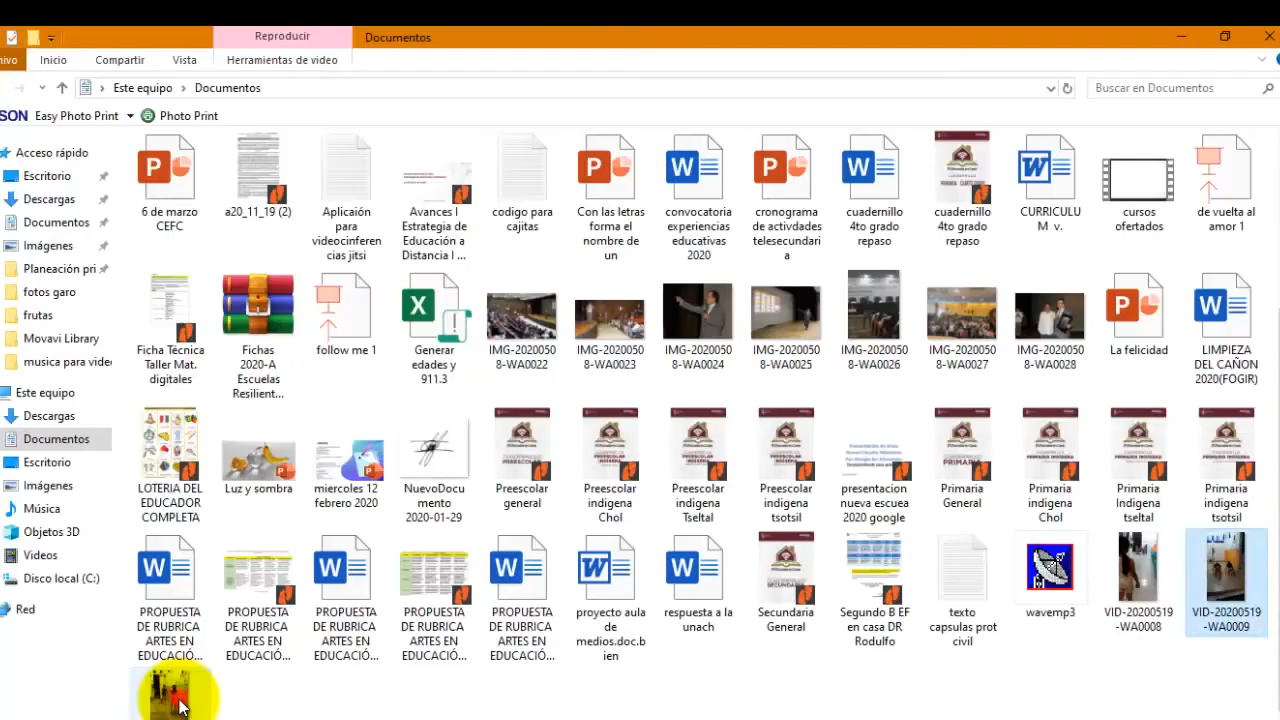 Reproducir
Documentos
ivo
Inicio
Compartir
Vista
Herramientas de video
Este equipo
Documentos
Buscar en Documentos
SON
Easy Photo Print
Photo Print
Acceso rápido
Escritorio
Descargas
Documentos
Imágenes
Planeación pri
fotos garo
frutas
Movavi Library
musica para vide
Este equipo
Descargas
Documentos
Escritorio
Imágenes
Música
Objetos 3D
Videos
Disco local (C:)
Red
6 de marzo
CEFC
a20_11_19 (2)
Aplicaión
para
videoinferen
cias jitsi
Avances I
Estrategia de
Educación a
Distancia I ...
codigo para
cajitas
Con las letras
forma el
nombre de
un
convocatoria
experiencias
educativas
2020
cronograma
de activdades
telesecundari
a
cuadernillo
4to grado
repaso
cuadernillo
4to grado
repaso
CURRICULU
M v.
cursos
ofertados
de vuelta al
amor 1
Ficha Técnica
Taller Mat.
digitales
Fichas
2020-A
Escuelas
Resilient...
follow me 1
Generar
edades y
911.3
IMG-2020050
8-WA0022
IMG-2020050
8-WA0023
IMG-2020050
8-WA0024
IMG-2020050
8-WA0025
IMG-2020050
8-WA0026
IMG-2020050
8-WA0027
IMG-2020050
8-WA0028
La felicidad
LIMPIEZA
DEL CAÑON
2020(FOGIR)
LOTERIA DEL
EDUCADOR
COMPLETA
Luz y sombra
miercoles 12
febrero 2020
NuevoDocu
mento
2020-01-29
Preescolar
general
Preescolar
indigena
Chol
Preescolar
indigena
Tseltal
Preescolar
indigena
tsotsil
presentacion
nueva escuea
2020 google
Primaria
General
Primaria
indigena
Chol
Primaria
Indigena
tseltal
Primaria
indigena
tsotsil
PROPUESTA
DE RUBRICA
ARTES EN
EDUCACIÓ...
PROPUESTA
DE RUBRICA
ARTES EN
EDUCACIÓ...
PROPUESTA
DE RUBRICA
ARTES EN
EDUCACIÓ...
PROPUESTA
DE RUBRICA
ARTES EN
EDUCACIÓ...
PROPUESTA
DE RUBRICA
ARTES EN
EDUCACIÓ...
proyecto aula
de
medios.doc.b
ien
respuesta a la
unach
Secundaria
General
Segundo B EF
en casa DR
Rodulfo
texto
capsulas prot
civil
wavemp3
VID-20200519
-WA0008
VID-20200519
-WA0009